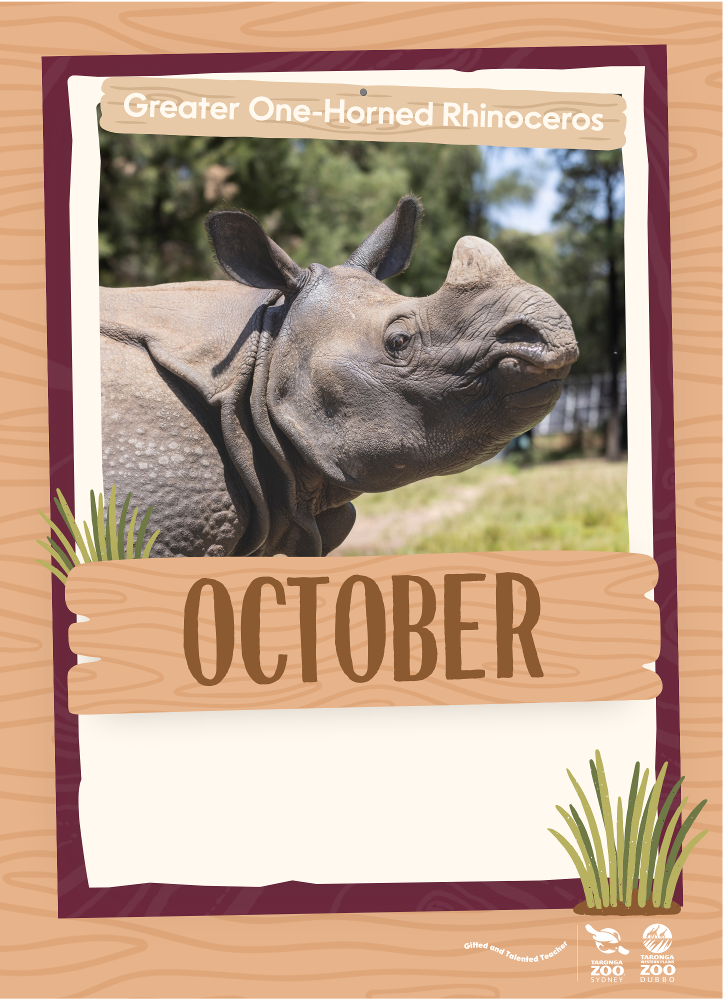 Greater One-Horned Rhinoceros
OCTOBER
Gifted and Talented Teacher
TARONGA
ZOO
SYDNEY
TARONGA
WESTERN PLAINS
ZOO
DUBBO